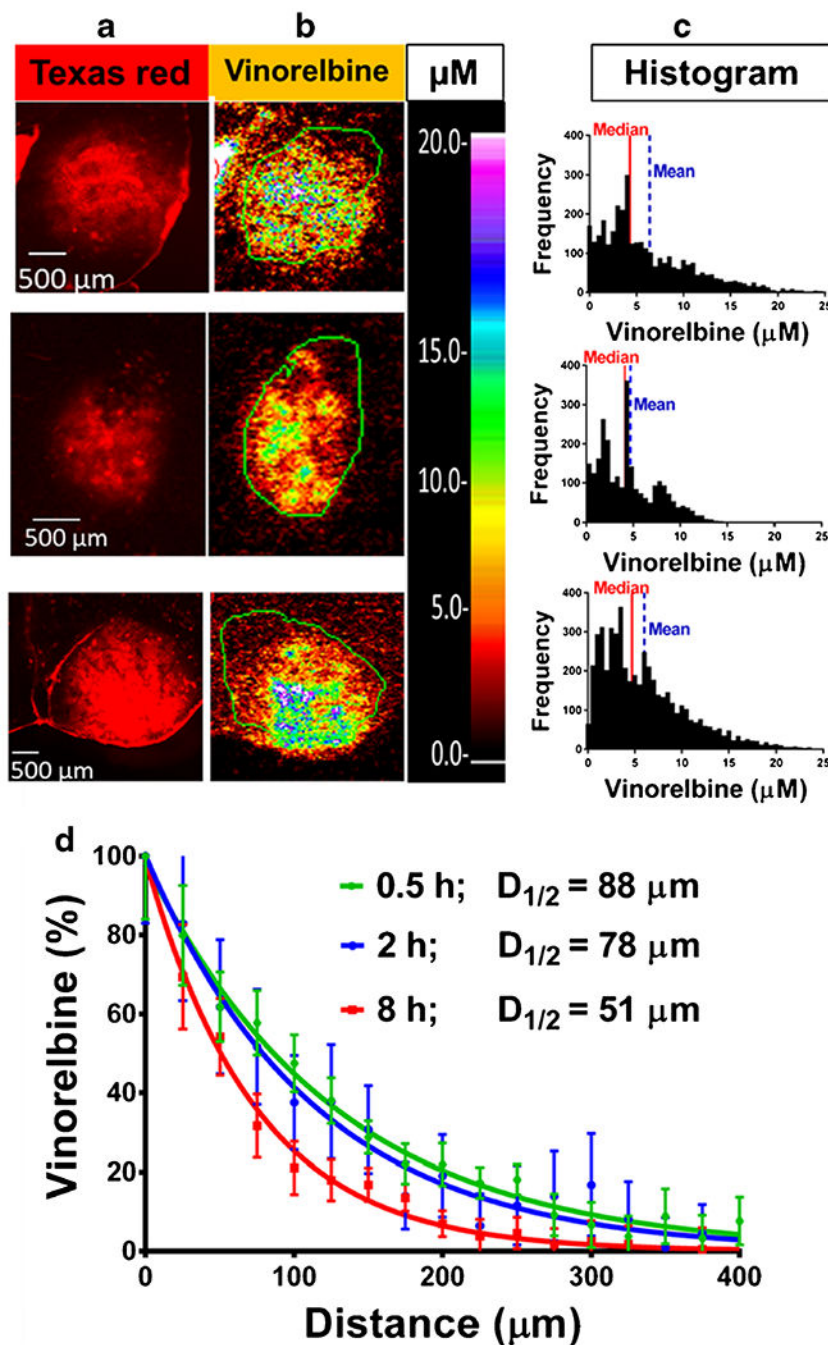 a
b
c
Texas red
Vinorelbine
µM
Histogram
500 µm
20.0-
15.0-
10.0-
5.0-
0.0-
400
300
200
100
0
Frequency
Median
Mean
0 5 10 15 20 25
Vinorelbine (µM)
500 µm
400
300
200
100
0
Frequency
Median
Mean
0 5 10 15 20 25
Vinorelbine (µM)
500 µm
400
300
200
100
0
Frequency
Median
Mean
0 5 10 15 20 25
Vinorelbine (µM)
d
100
80
60
40
20
0
Vinorelbine (%)
0.5 h; D1/2 = 88 µm
2 h; D1/2 = 78 µm
8 h; D1/2 = 51 µm
0 100 200 300 400
Distance (µm)